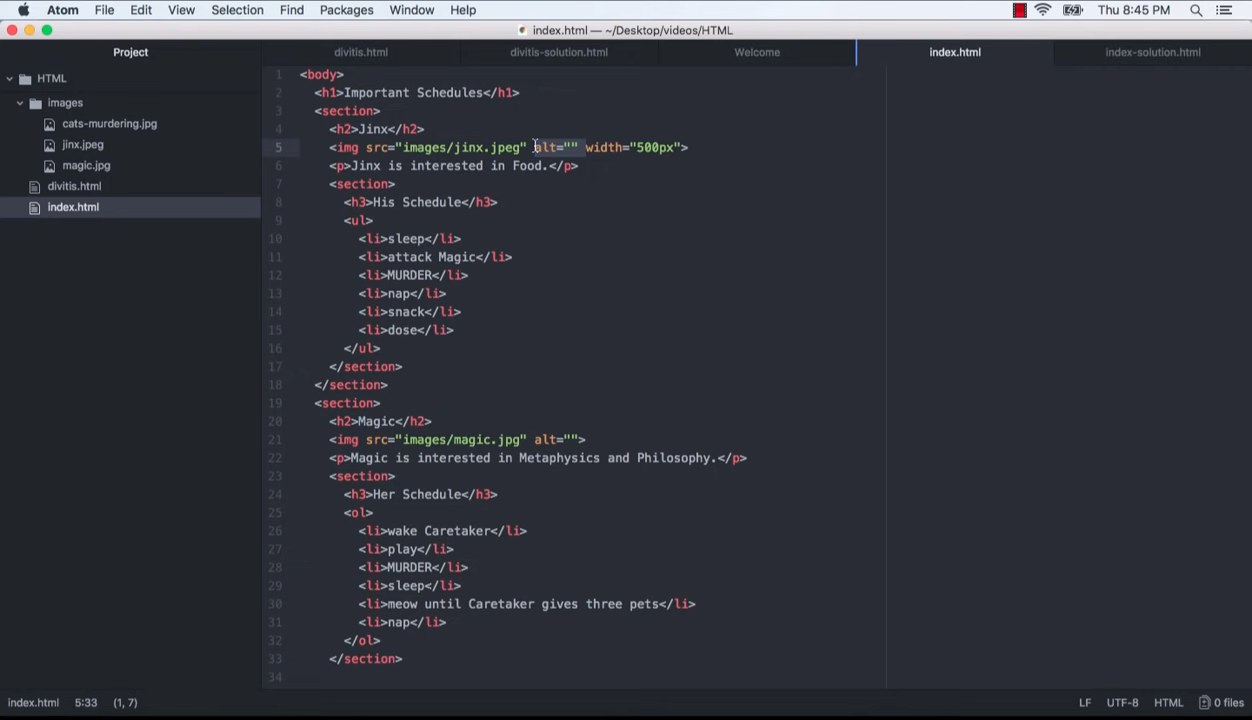 Atom File Edit View Selection Find Packages Window Help Thu 8:45 PM
index.html — ~/Desktop/videos/HTML
Project divitis.html divitis-solution.html Welcome index.html index-solution.html
HTML
images
cats-murdering.jpg
jinx.jpeg
magic.jpg
divitis.html
index.html
1 <body>
2 <h1>Important Schedules</h1>
3 <section>
4 <h2>Jinx</h2>
5 <img src="images/jinx.jpeg" alt="" width="500px">
6 <p>Jinx is interested in Food.</p>
7 <section>
8 <h3>His Schedule</h3>
9 <ul>
10 <li>sleep</li>
11 <li>attack Magic</li>
12 <li>MURDER</li>
13 <li>nap</li>
14 <li>snack</li>
15 <li>dose</li>
16 </ul>
17 </section>
18 </section>
19 <section>
20 <h2>Magic</h2>
21 <img src="images/magic.jpg" alt="">
22 <p>Magic is interested in Metaphysics and Philosophy.</p>
23 <section>
24 <h3>Her Schedule</h3>
25 <ol>
26 <li>wake Caretaker</li>
27 <li>play</li>
28 <li>MURDER</li>
29 <li>sleep</li>
30 <li>meow until Caretaker gives three pets</li>
31 <li>nap</li>
32 </ol>
33 </section>
34
index.html 5:33 (1, 7) LF UTF-8 HTML 0 files